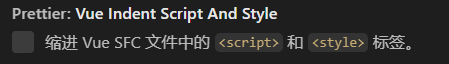 Prettier: Vue Indent Script And Style
缩进 Vue SFC 文件中的 <script> 和 <style> 标签。